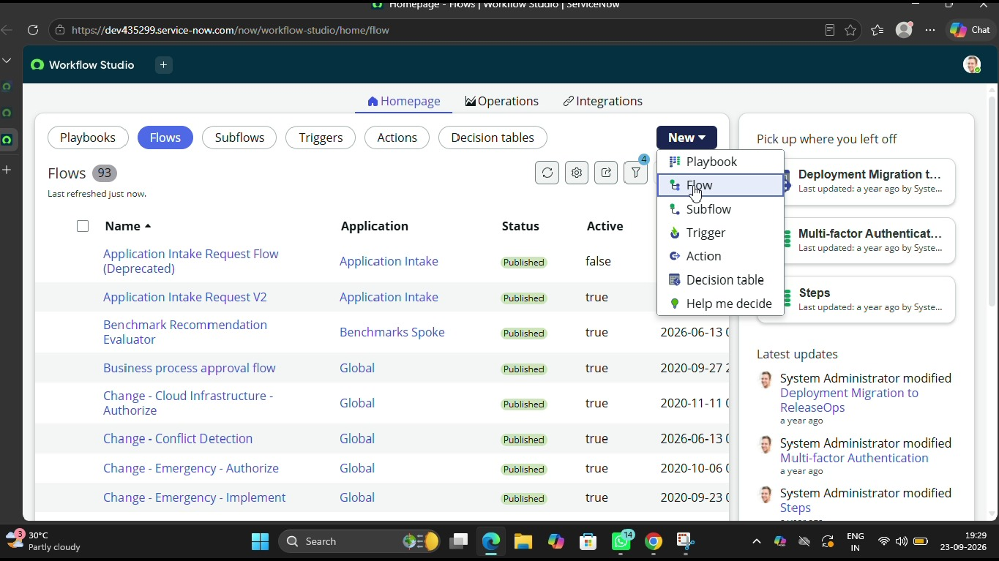 Homepage - Flows | Workflow Studio | ServiceNow
https://dev435299.service-now.com/now/workflow-studio/home/flow
Chat
Workflow Studio
Homepage
Operations
Integrations
Playbooks
Flows
Subflows
Triggers
Actions
Decision tables
New
Flows 93
Last refreshed just now.
4
Playbook
Flow
Subflow
Trigger
Action
Decision table
Help me decide
Name
Application
Status
Active
Application Intake Request Flow
(Deprecated)
Application Intake
Published
false
Application Intake Request V2
Application Intake
Published
true
Benchmark Recommendation
Evaluator
Benchmarks Spoke
Published
true
2026-06-13
Business process approval flow
Global
Published
true
2020-09-27
Change - Cloud Infrastructure -
Authorize
Global
Published
true
2020-11-11
Change - Conflict Detection
Global
Published
true
2026-06-13
Change - Emergency - Authorize
Global
Published
true
2020-10-06
Change - Emergency - Implement
Global
Published
true
2020-09-23
Pick up where you left off
Deployment Migration t...
Last updated: a year ago by Syste...
Multi-factor Authenticat...
Last updated: a year ago by Syste...
Steps
Last updated: a year ago by Syste...
Latest updates
System Administrator modified
Deployment Migration to
ReleaseOps
a year ago
System Administrator modified
Multi-factor Authentication
a year ago
System Administrator modified
Steps
3
30°C
Partly cloudy
Search
14
ENG
IN
19:29
23-09-2026